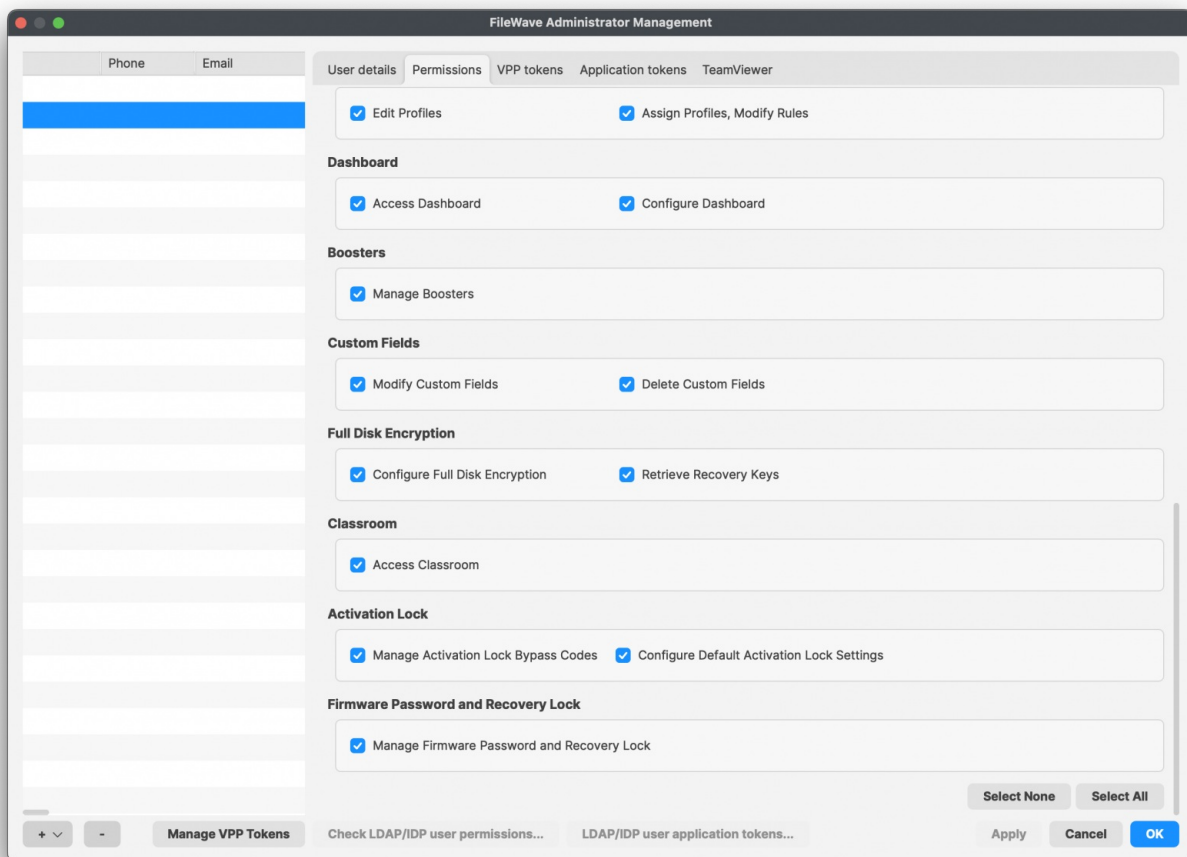 FileWave Administrator Management
Phone Email
User details Permissions VPP tokens Application tokens TeamViewer
Edit Profiles Assign Profiles, Modify Rules
Dashboard
Access Dashboard Configure Dashboard
Boosters
Manage Boosters
Custom Fields
Modify Custom Fields Delete Custom Fields
Full Disk Encryption
Configure Full Disk Encryption Retrieve Recovery Keys
Classroom
Access Classroom
Activation Lock
Manage Activation Lock Bypass Codes Configure Default Activation Lock Settings
Firmware Password and Recovery Lock
Manage Firmware Password and Recovery Lock
Select None Select All
+ - Manage VPP Tokens Check LDAP/IDP user permissions... LDAP/IDP user application tokens... Apply Cancel OK